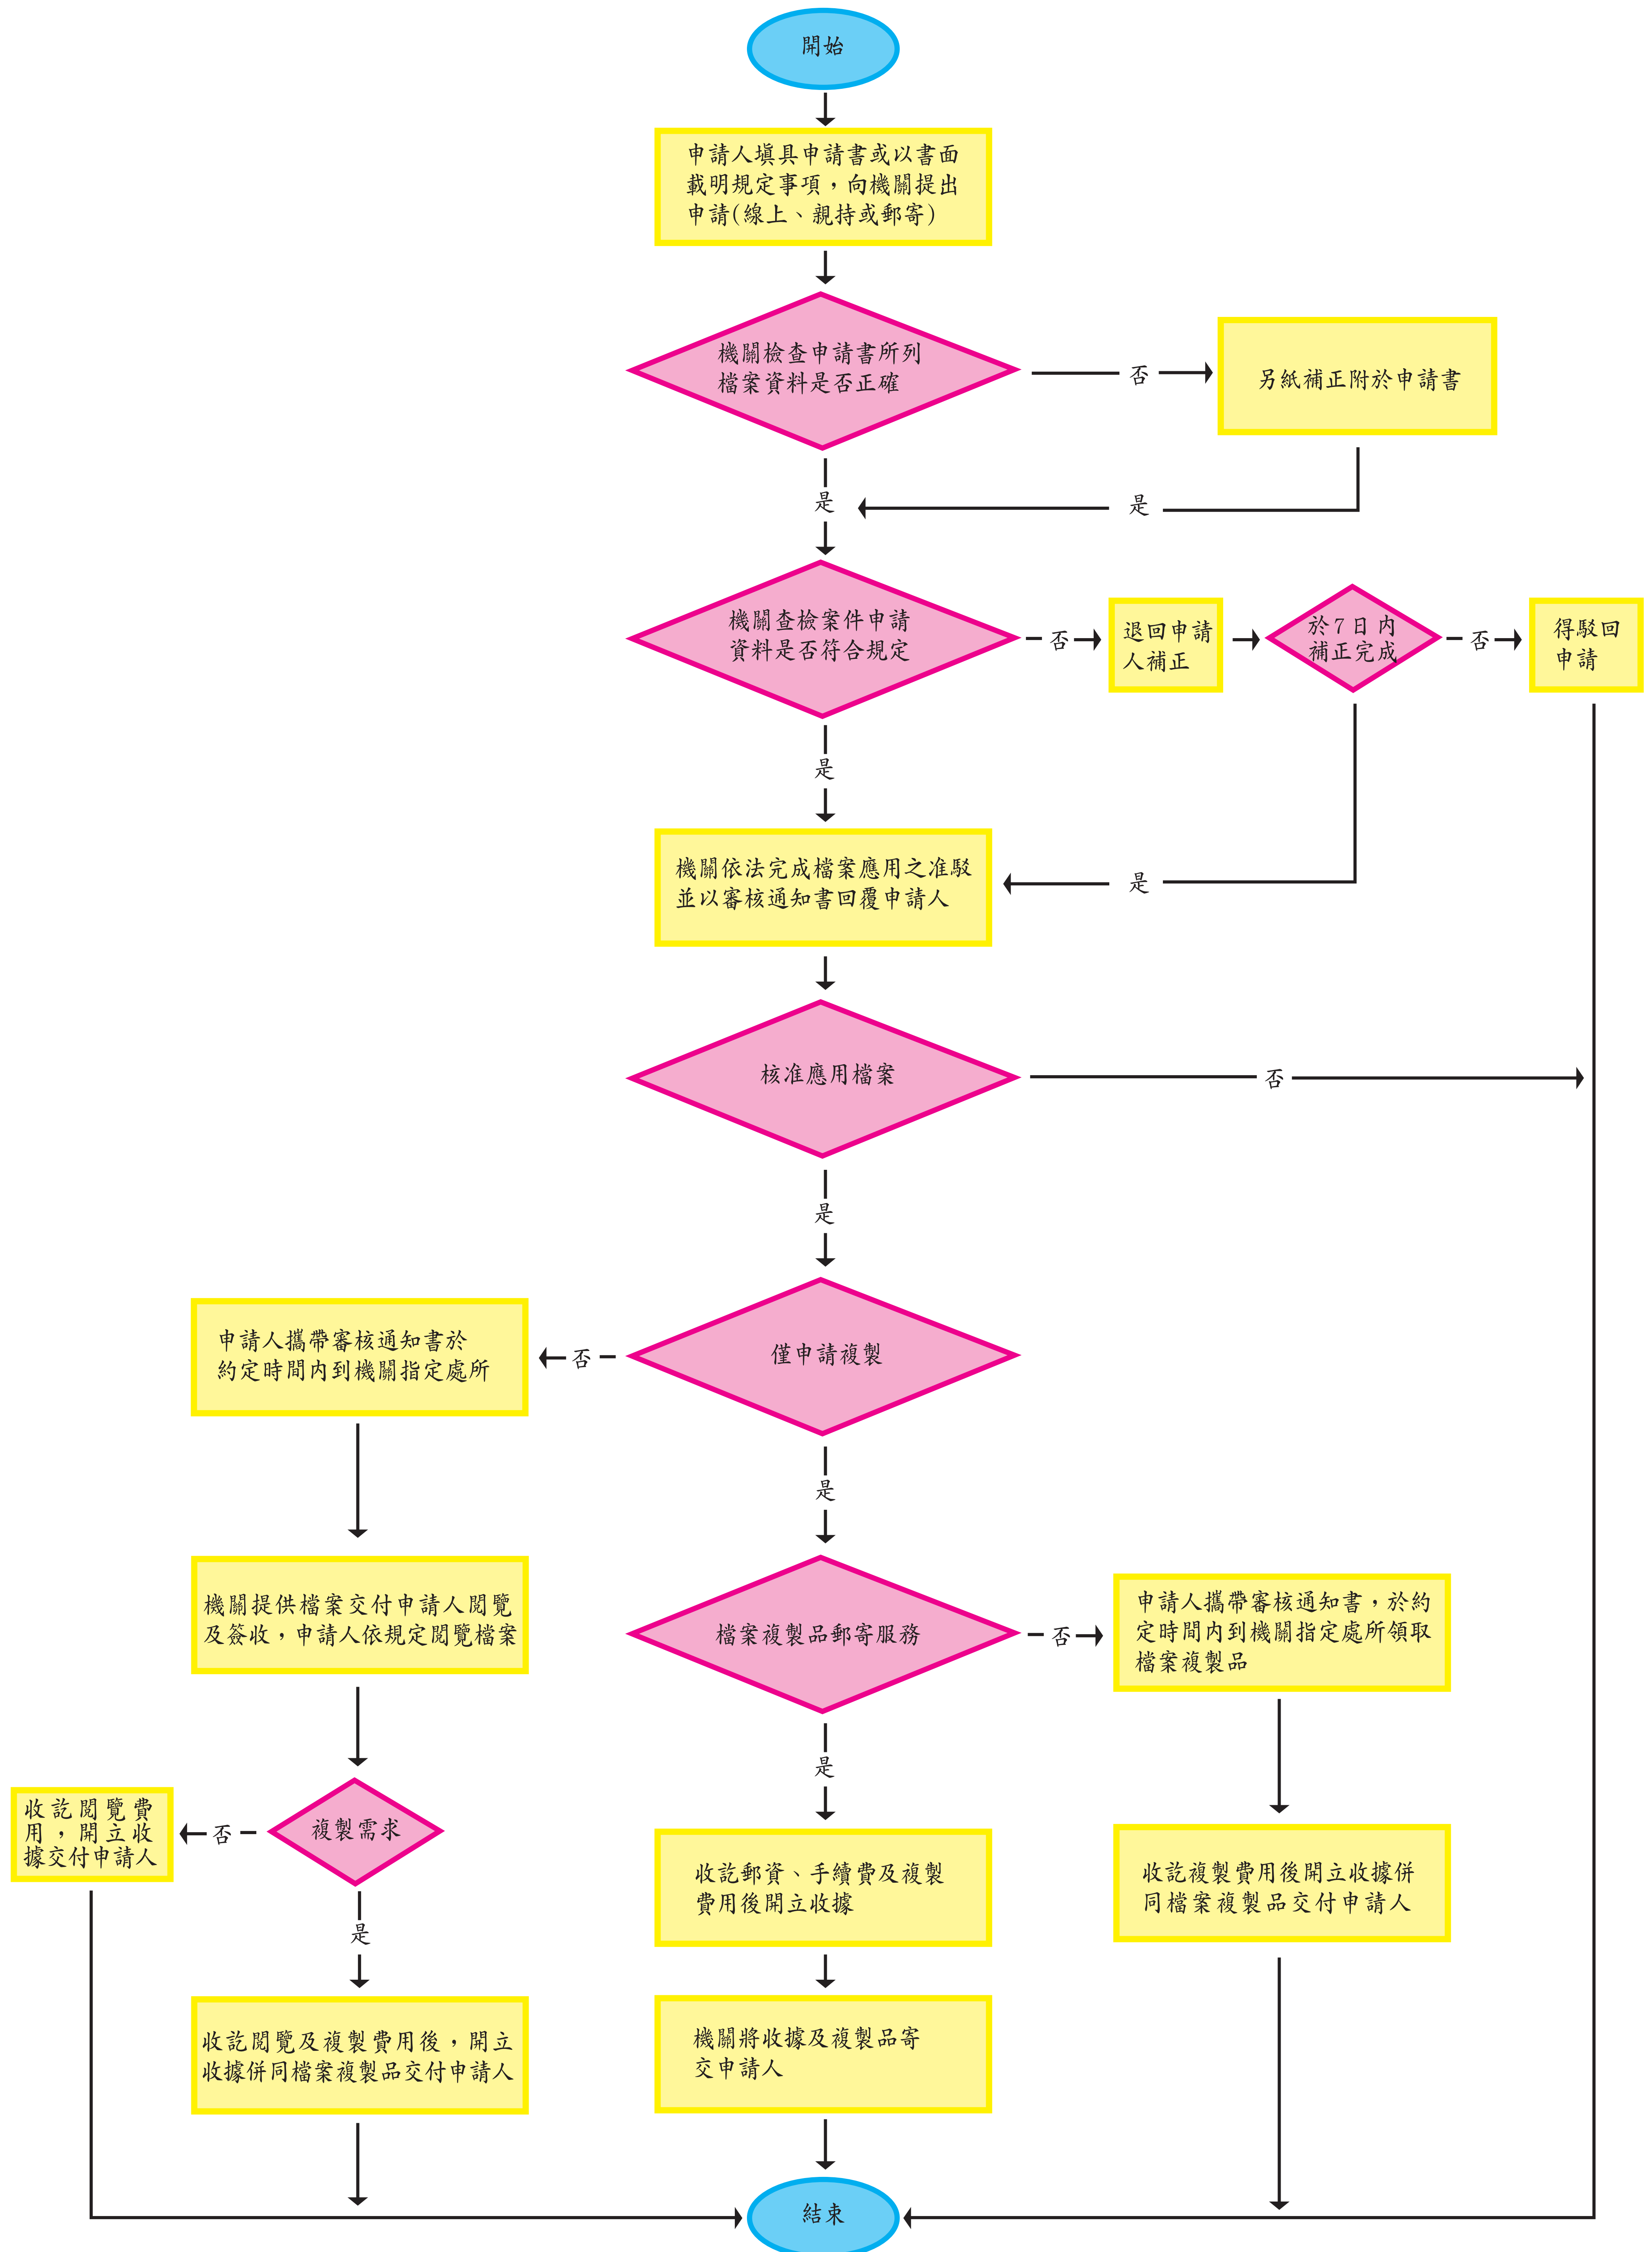 開始
申請人填具申請書或以書面
載明規定事項，向機關提出
申請(線上、親持或郵寄)
機關檢查申請書所列
檔案資料是否正確
否
另紙補正附於申請書
是
是
機關查檢案件申請
資料是否符合規定
否
退回申請
人補正
於7日內
補正完成
否
得駁回
申請
是
機關依法完成檔案應用之准駁
並以審核通知書回覆申請人
是
核准應用檔案
否
是
僅申請複製
否
申請人攜帶審核通知書於
約定時間內到機關指定處所
是
機關提供檔案交付申請人閱覽
及簽收，申請人依規定閱覽檔案
檔案複製品郵寄服務
否
申請人攜帶審核通知書，於約
定時間內到機關指定處所領取
檔案複製品
是
複製需求
否
收訖閱覽費
用，開立收
據交付申請人
收訖郵資、手續費及複製
費用後開立收據
收訖複製費用後開立收據併
同檔案複製品交付申請人
是
收訖閱覽及複製費用後，開立
收據併同檔案複製品交付申請人
機關將收據及複製品寄
交申請人
結束